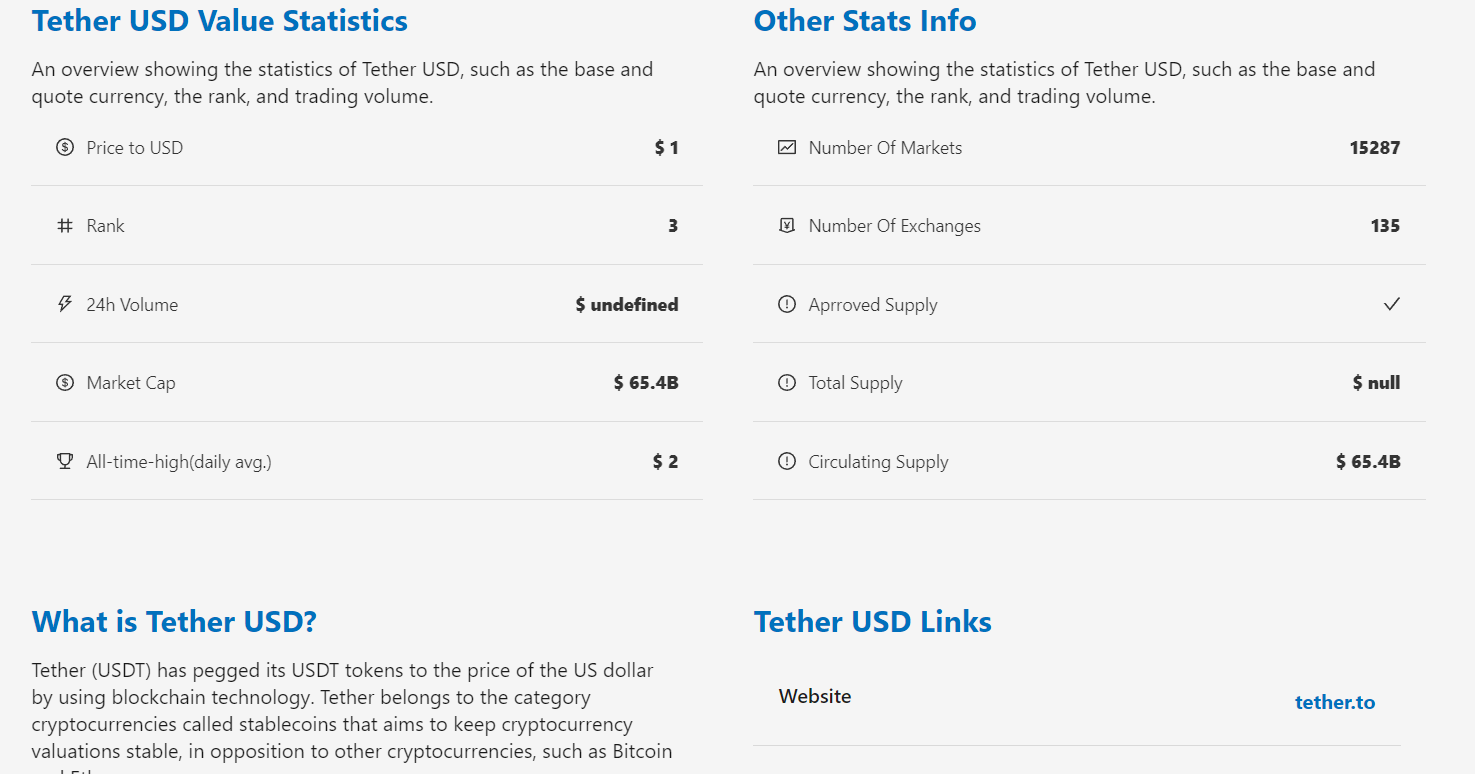 Tether USD Value Statistics
An overview showing the statistics of Tether USD, such as the base and
quote currency, the rank, and trading volume.
Price to USD $ 1
Rank 3
24h Volume $ undefined
Market Cap $ 65.4B
All-time-high(daily avg.) $ 2
Other Stats Info
An overview showing the statistics of Tether USD, such as the base and
quote currency, the rank, and trading volume.
Number Of Markets 15287
Number Of Exchanges 135
Aprroved Supply
Total Supply $ null
Circulating Supply $ 65.4B
What is Tether USD?
Tether (USDT) has pegged its USDT tokens to the price of the US dollar
by using blockchain technology. Tether belongs to the category
cryptocurrencies called stablecoins that aims to keep cryptocurrency
valuations stable, in opposition to other cryptocurrencies, such as Bitcoin
Tether USD Links
Website tether.to